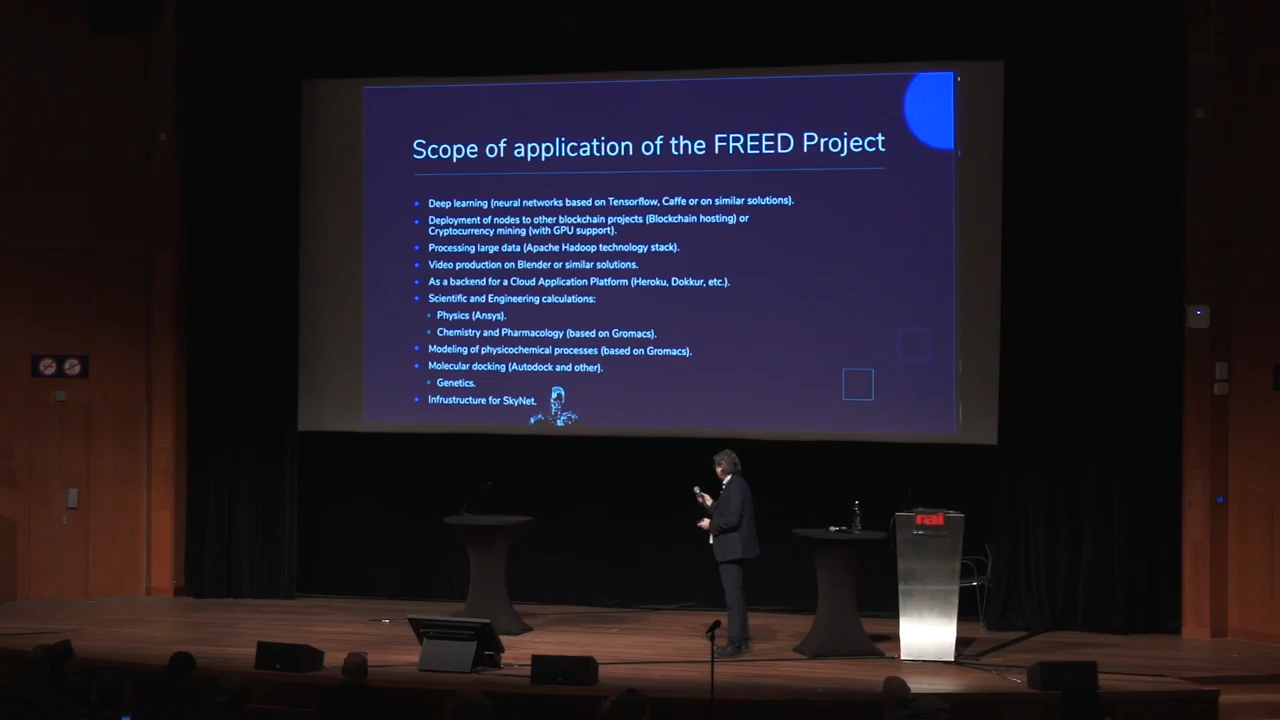 Scope of application of the FREED Project
Deep learning (neural networks based on Tensorflow, Caffe or on similar solutions).
Deployment of nodes to other blockchain projects (Blockchain hosting) or
Cryptocurrency mining (with GPU support).
Processing large data (Apache Hadoop technology stack).
Video production on Blender or similar solutions.
As a backend for a Cloud Application Platform (Heroku, Dokkur, etc.).
Scientific and Engineering calculations:
Physics (Ansys).
Chemistry and Pharmacology (based on Gromacs).
Modeling of physicochemical processes (based on Gromacs).
Molecular docking (Autodock and other).
Genetics.
Infrustructure for SkyNet.
rai